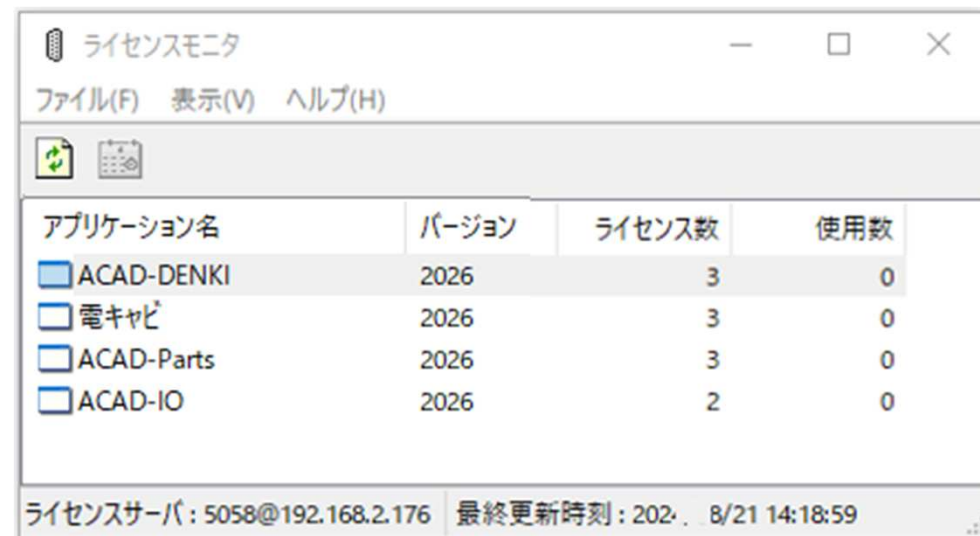 ライセンスモニタ
ファイル(F) 表示(V) ヘルプ(H)
アプリケーション名 バージョン ライセンス数 使用数
ACAD-DENKI 2026 3 0
電キャビ 2026 3 0
ACAD-Parts 2026 3 0
ACAD-IO 2026 2 0
ライセンスサーバ : 5058@192.168.2.176 最終更新時刻 : 8/21 14:18:59